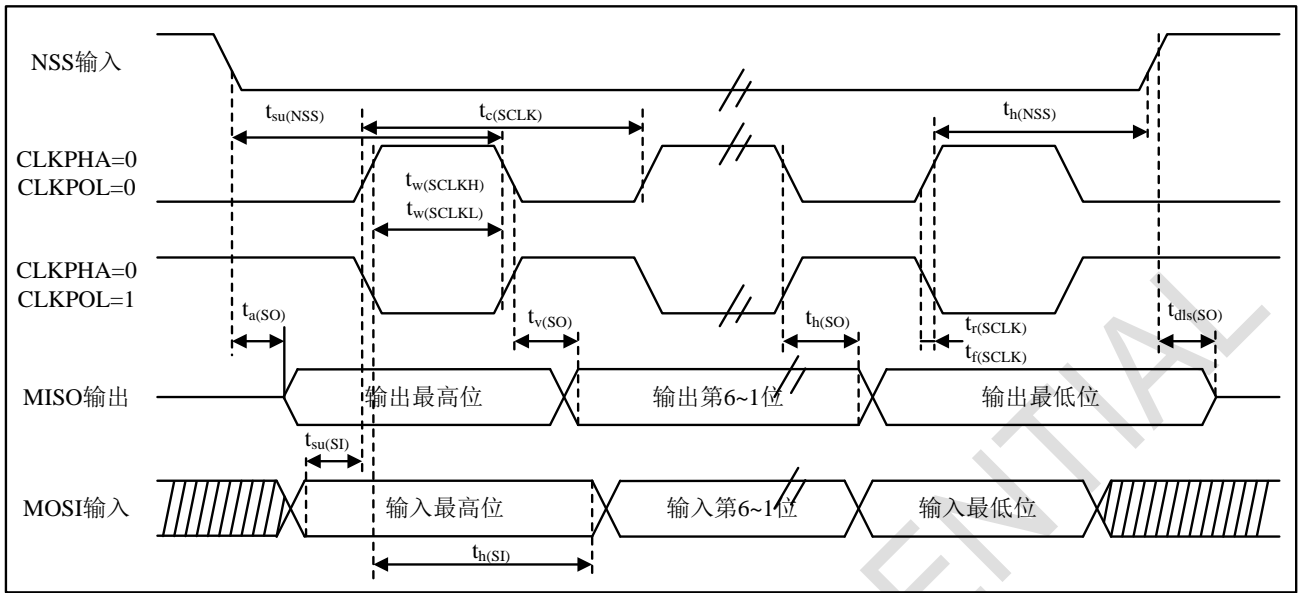 NSS输入
tsu(NSS)
tc(SCLK)
th(NSS)
CLKPHA=0
CLKPOL=0
tw(SCLKH)
tw(SCLKL)
CLKPHA=0
CLKPOL=1
ta(SO)
tv(SO)
th(SO)
tr(SCLK)
tf(SCLK)
tdls(SO)
MISO输出
输出最高位
输出第6~1位
输出最低位
tsu(SI)
MOSI输入
输入最高位
输入第6~1位
输入最低位
th(SI)
ENTIAL